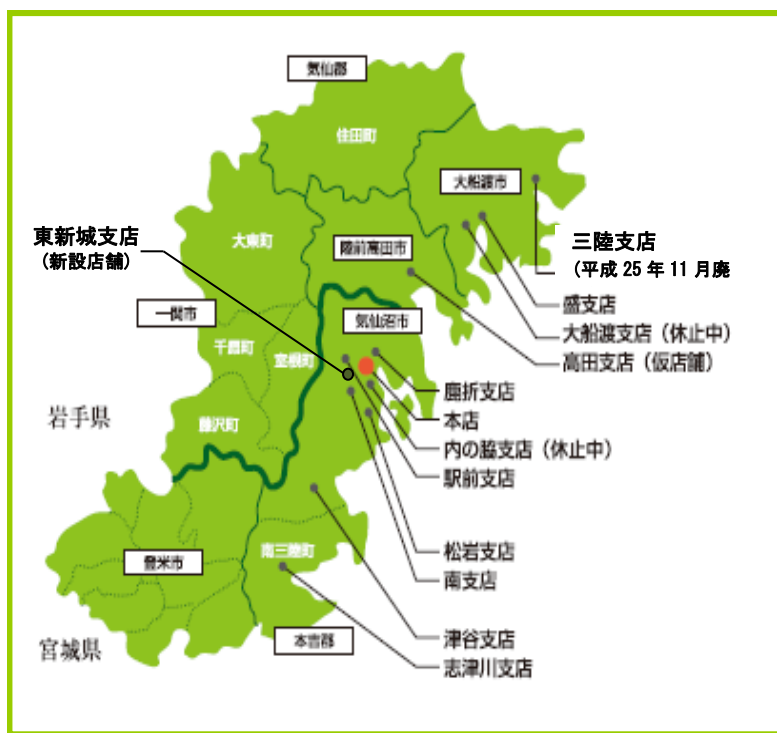 気仙郡
住田町
大船渡市
大東町
陸前高田市
東新城支店
(新設店舗)
三陸支店
(平成 25 年 11 月廃
盛支店
大船渡支店（休止中）
高田支店（仮店舗）
一関市
気仙沼市
千厩町
室根町
鹿折支店
本店
内の脇支店（休止中）
駅前支店
藤沢町
岩手県
松岩支店
南支店
登米市
南三陸町
本吉郡
津谷支店
志津川支店
宮城県